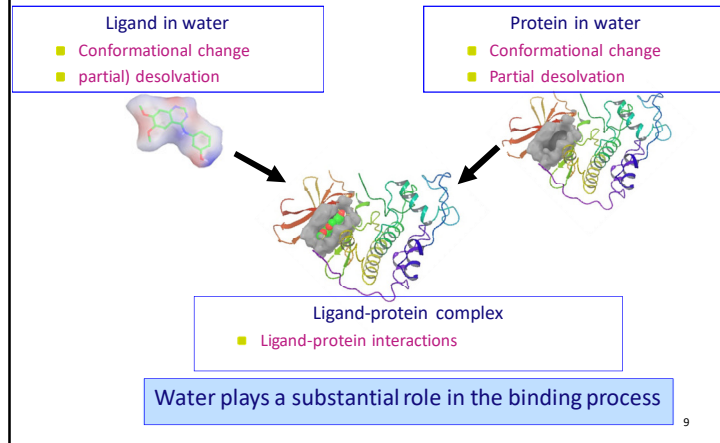 Ligand in water
Conformational change
partial) desolvation
Protein in water
Conformational change
Partial desolvation
Ligand-protein complex
Ligand-protein interactions
Water plays a substantial role in the binding process
9